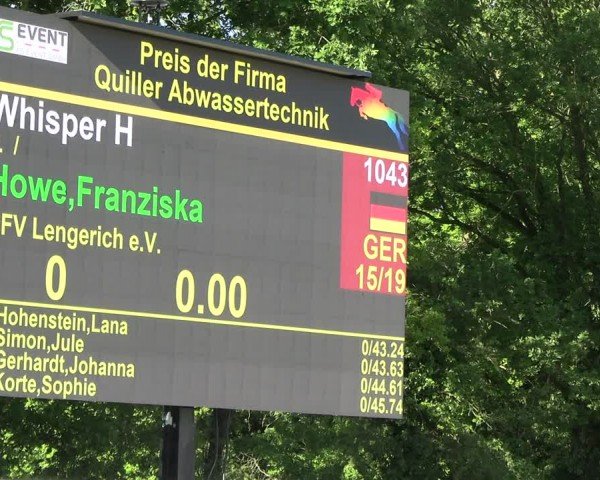 S EVENT
Preis der Firma
Quiller Abwassertechnik
Whisper H
/
1043
Howe,Franziska
FV Lengerich e.V.
GER
15/19
0 0.00
Hohenstein,Lana 0/43.24
Simon,Jule 0/43.63
Gerhardt,Johanna 0/44.61
Korte,Sophie 0/45.74